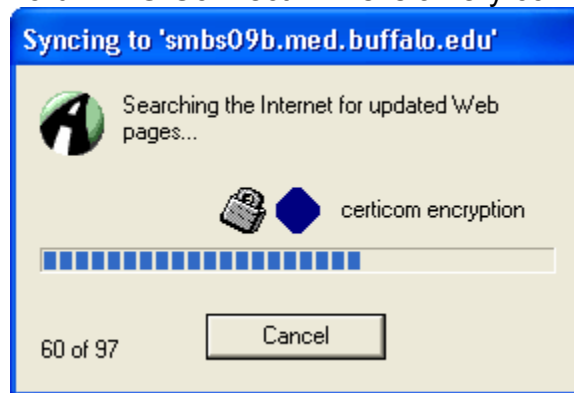 Syncing to 'smbs09b.med.buffalo.edu'
Searching the Internet for updated Web
pages...
certicom encryption
60 of 97
Cancel